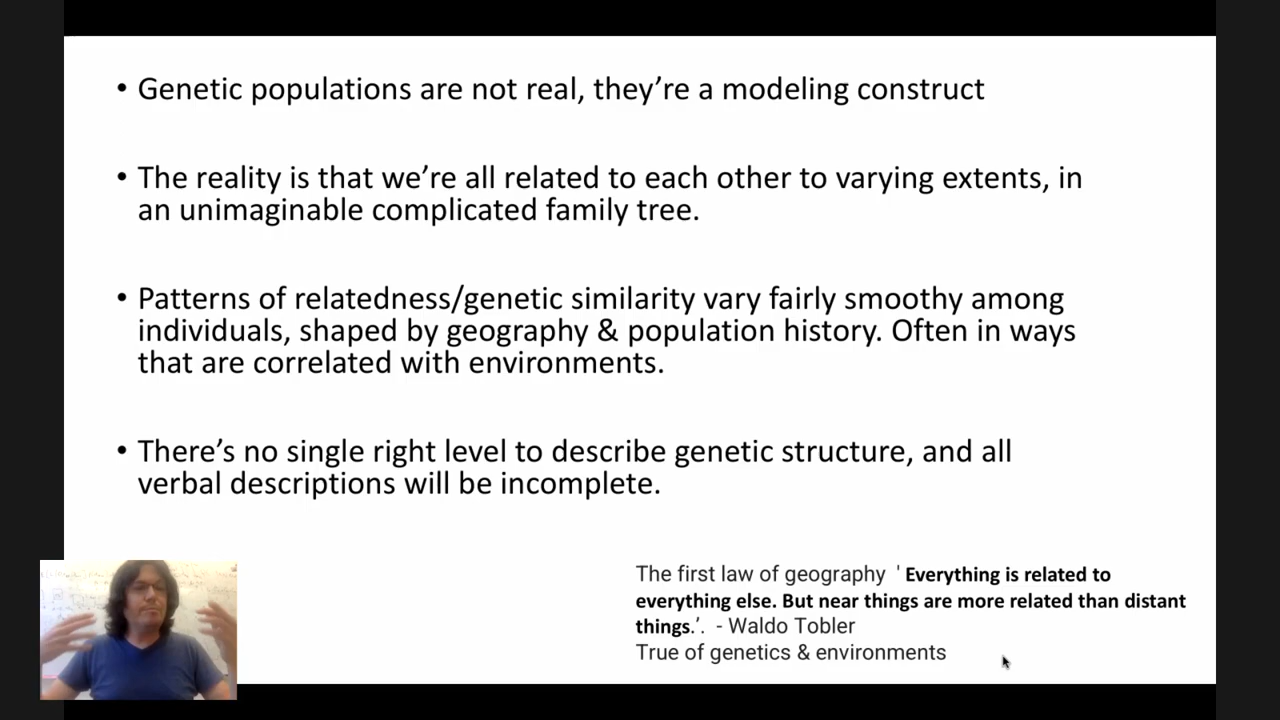 • Genetic populations are not real, they’re a modeling construct
• The reality is that we’re all related to each other to varying extents, in
an unimaginable complicated family tree.
• Patterns of relatedness/genetic similarity vary fairly smoothy among
individuals, shaped by geography & population history. Often in ways
that are correlated with environments.
• There’s no single right level to describe genetic structure, and all
verbal descriptions will be incomplete.
The first law of geography ' Everything is related to
everything else. But near things are more related than distant
things.’. - Waldo Tobler
True of genetics & environments